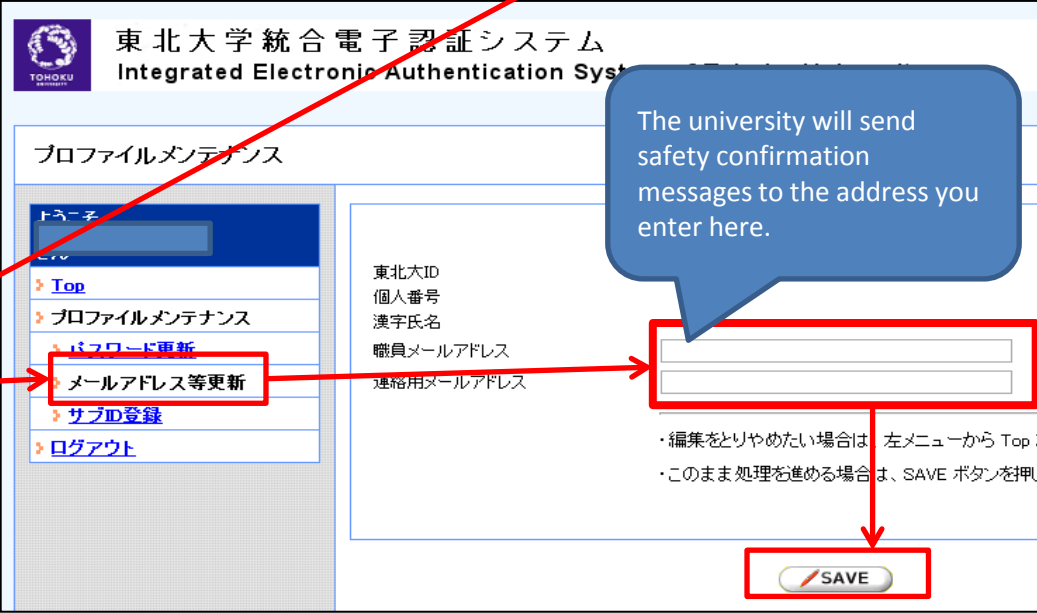 東北大学統合電子認証システム
TOHOKU
UNIVERSITY
Integrated Electronic Authentication Syst
The university will send
safety confirmation
messages to the address you
enter here.
プロファイルメンテナンス
ようこそ
さん
Top
プロファイルメンテナンス
パスワード更新
メールアドレス等更新
サブID登録
ログアウト
東北大ID
個人番号
漢字氏名
職員メールアドレス
連絡用メールアドレス
・編集をとりやめたい場合は、左メニューから Top
・このまま処理を進める場合は、SAVE ボタンを押し
SAVE